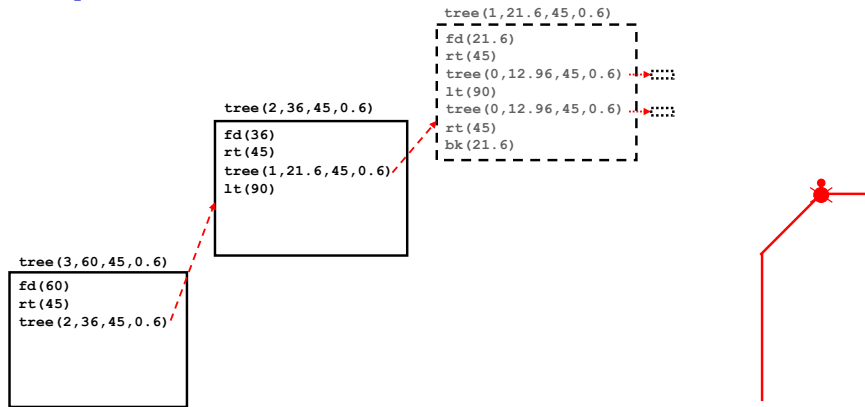 tree(1,21.6,45,0.6)
fd(21.6)
rt(45)
tree(0,12.96,45,0.6)
lt(90)
tree(0,12.96,45,0.6)
rt(45)
bk(21.6)
tree(2,36,45,0.6)
fd(36)
rt(45)
tree(1,21.6,45,0.6)
lt(90)
tree(3,60,45,0.6)
fd(60)
rt(45)
tree(2,36,45,0.6)